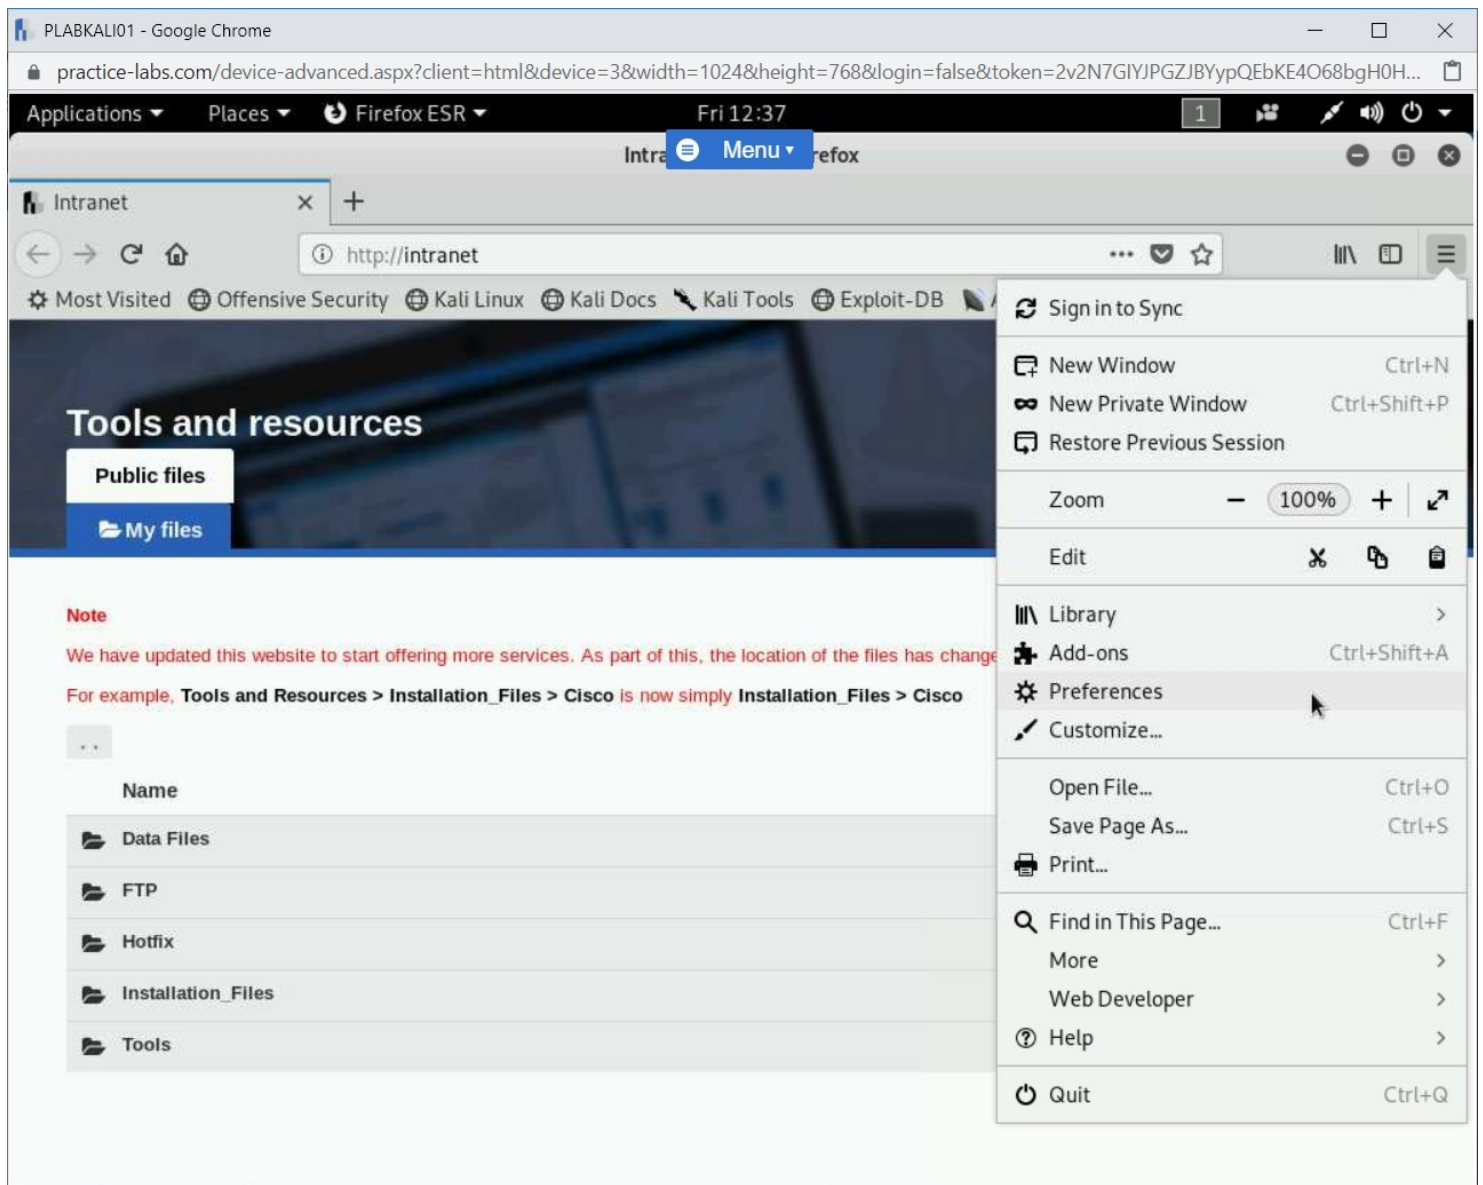 PLABKALI01 - Google Chrome
practice-labs.com/device-advanced.aspx?client=html&device=3&width=1024&height=768&login=false&token=2v2N7GIYJPGZJBYypQEbKE4O68bgH0H...
Applications Places Firefox ESR Fri 12:37 1
Intra Menu refox
Intranet
http://intranet
Most Visited Offensive Security Kali Linux Kali Docs Kali Tools Exploit-DB
Sign in to Sync
New Window Ctrl+N
New Private Window Ctrl+Shift+P
Restore Previous Session
Zoom 100%
Edit
Library
Add-ons Ctrl+Shift+A
Preferences
Customize...
Open File... Ctrl+O
Save Page As... Ctrl+S
Print...
Find in This Page... Ctrl+F
More
Web Developer
Help
Quit Ctrl+Q
Tools and resources
Public files
My files
Note
We have updated this website to start offering more services. As part of this, the location of the files has change
For example, Tools and Resources > Installation_Files > Cisco is now simply Installation_Files > Cisco
. .
Name
Data Files
FTP
Hotfix
Installation_Files
Tools